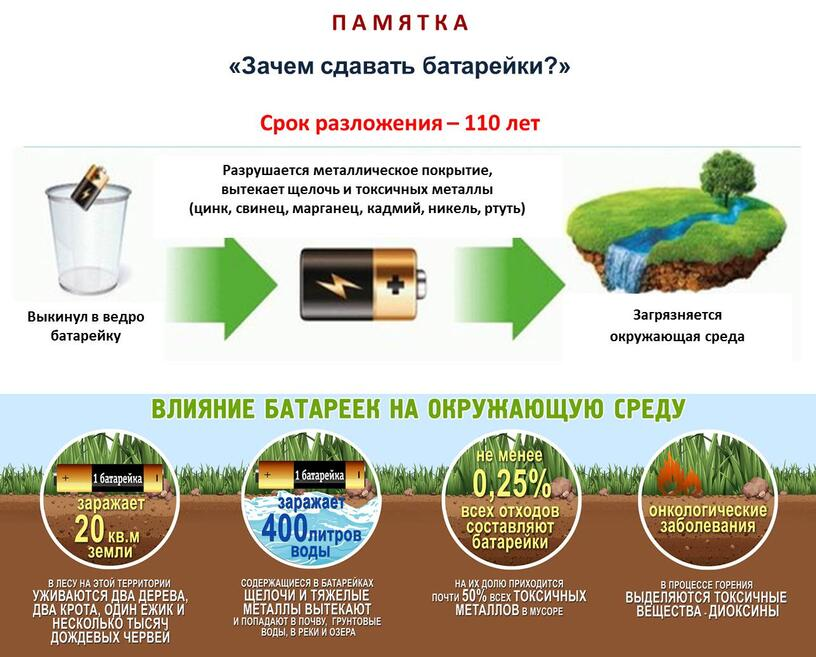 ПАМЯТКА
«Зачем сдавать батарейки?»
Срок разложения – 110 лет
Разрушается металлическое покрытие,
вытекает щелочь и токсичных металлы
(цинк, свинец, марганец, кадмий, никель, ртуть)
Выкинул в ведро
батарейку
Загрязняется
окружающая среда
ВЛИЯНИЕ БАТАРЕЕК НА ОКРУЖАЮЩУЮ СРЕДУ
1 батарейка
заражает
20 кв.м
земли
В ЛЕСУ НА ЭТОЙ ТЕРРИТОРИИ
УЖИВАЮТСЯ ДВА ДЕРЕВА,
ДВА КРОТА, ОДИН ЁЖИК И
НЕСКОЛЬКО ТЫСЯЧ
ДОЖДЕВЫХ ЧЕРВЕЙ
1 батарейка
заражает
400 литров
воды
СОДЕРЖАЩИЕСЯ В БАТАРЕЙКАХ
ЩЕЛОЧИ И ТЯЖЕЛЫЕ
МЕТАЛЛЫ ВЫТЕКАЮТ
И ПОПАДАЮТ В ПОЧВУ, ГРУНТОВЫЕ
ВОДЫ, В РЕКИ И ОЗЕРА
не менее
0,25%
всех отходов
составляют
батарейки
НА ИХ ДОЛЮ ПРИХОДИТСЯ
ПОЧТИ 50% ВСЕХ ТОКСИЧНЫХ
МЕТАЛЛОВ В МУСОРЕ
онкологические
заболевания
В ПРОЦЕССЕ ГОРЕНИЯ
ВЫДЕЛЯЮТСЯ ТОКСИЧНЫЕ
ВЕЩЕСТВА - ДИОКСИНЫ